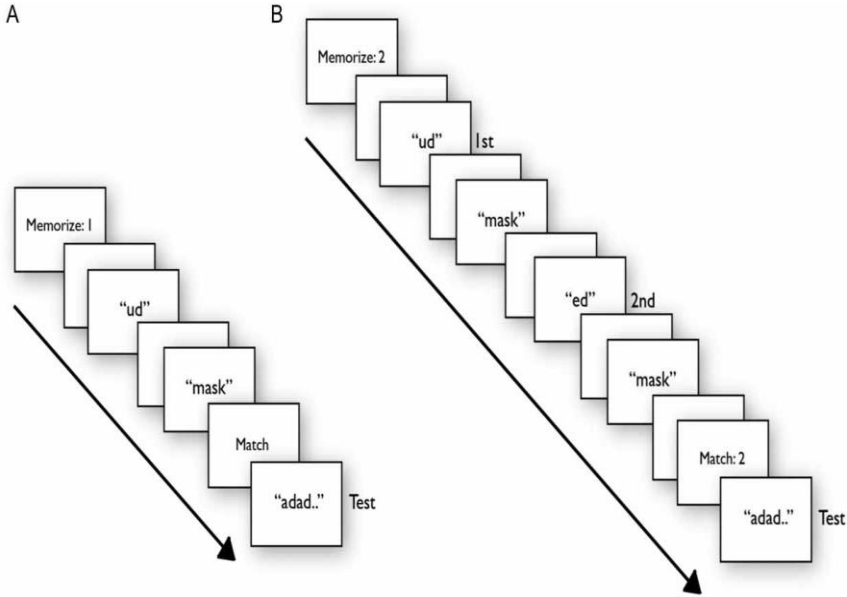 A
Memorize: 1
“ud”
“mask”
Match
“adad..” Test
B
Memorize: 2
“ud” 1st
“mask”
“ed” 2nd
“mask”
Match: 2
“adad..” Test